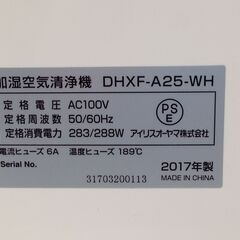 加湿空気清浄機 DHXF-A25-WH
定格電圧 AC100V
定格周波数 50/60Hz
定格消費電力 283/288W
PS
E
アイリスオーヤマ株式会社
電流ヒューズ 6A 温度ヒューズ 189℃
Serial No.
31703200113
2017年製
MADE IN CHINA